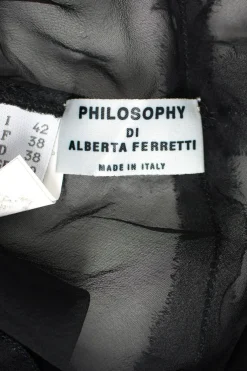 PHILOSOPHY
DI
ALBERTA FERRETTI
MADE IN ITALY
I 42
F 38
D 38